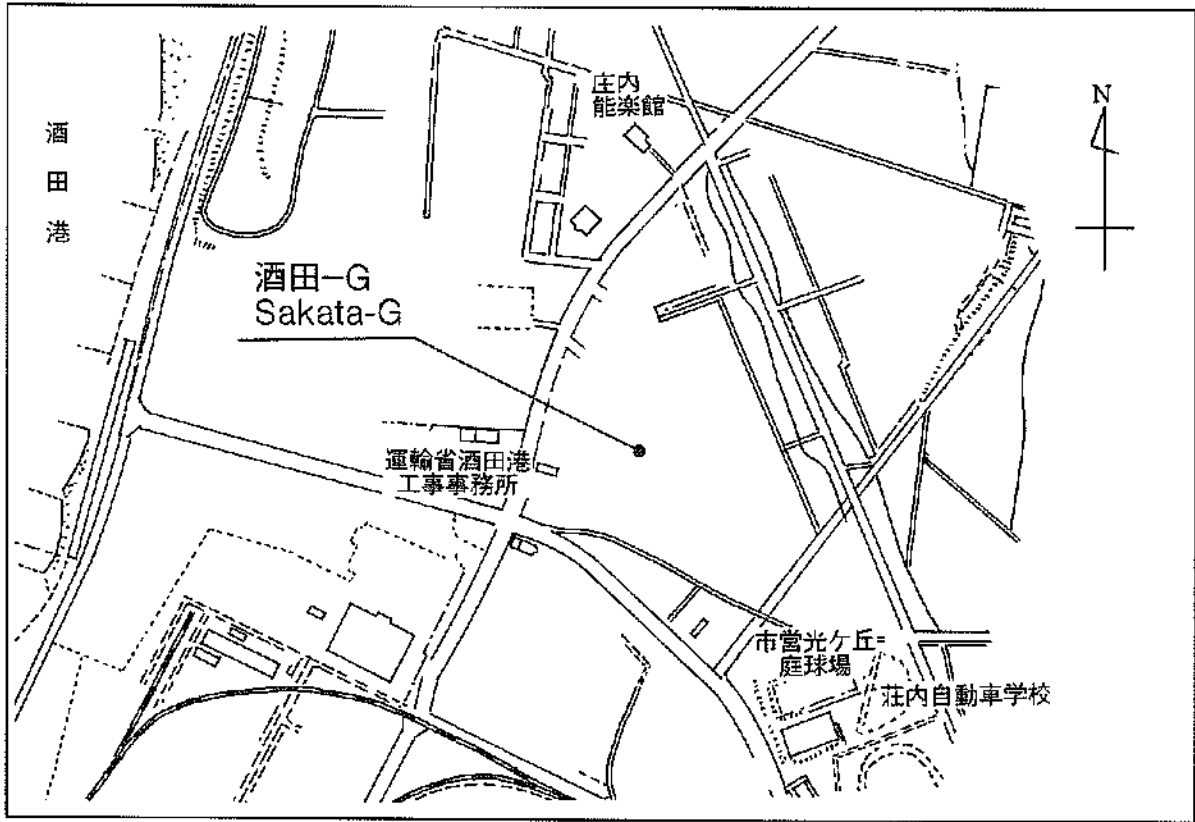 庄内
能楽館
N
酒田港
酒田-G
Sakata-G
運輸省酒田港
工事事務所
市営光ケ丘
庭球場
荘内自動車学校